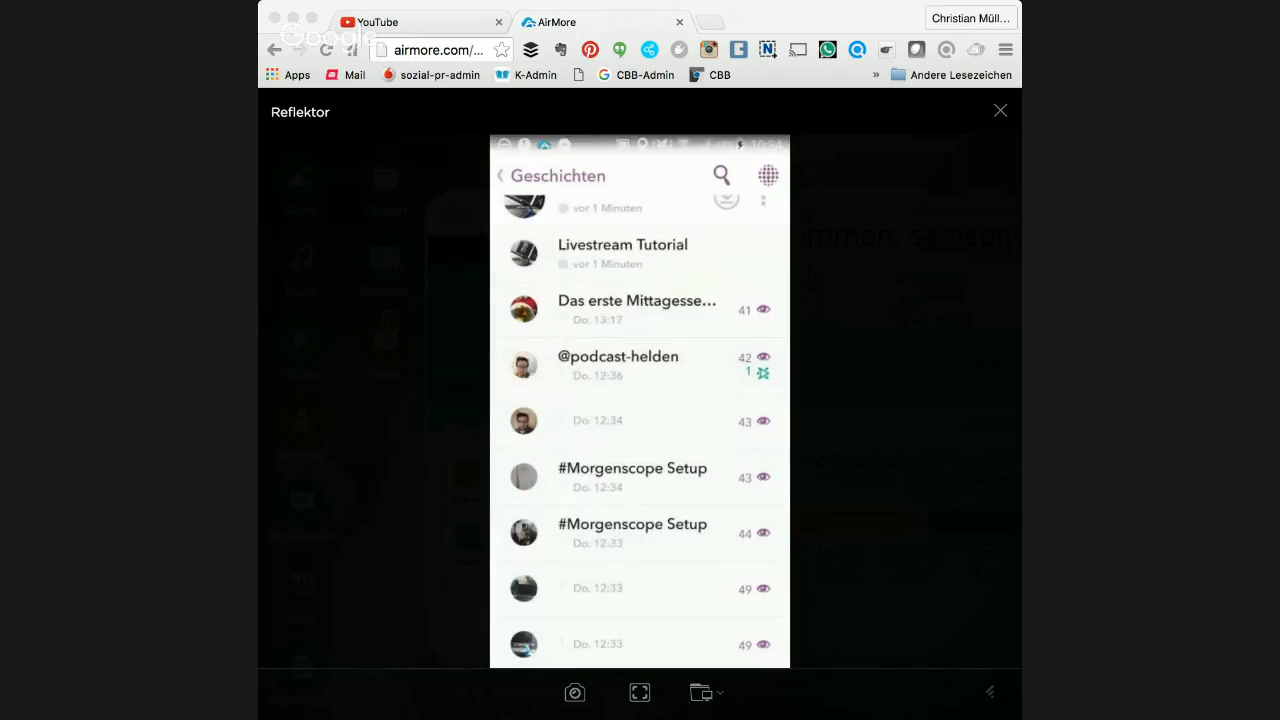 YouTube
AirMore
Christian Müll...
Google
airmore.com/...
Apps
Mail
sozial-pr-admin
K-Admin
CBB-Admin
CBB
»
Andere Lesezeichen
Reflektor
Geschichten
vor 1 Minuten
Livestream Tutorial
vor 1 Minuten
Das erste Mittagesse...
41
Do. 13:17
@podcast-helden
42
Do. 12:36
1
Do. 12:34
43
#Morgenscope Setup
43
Do. 12:34
#Morgenscope Setup
44
Do. 12:33
Do. 12:33
49
Do. 12:33
49